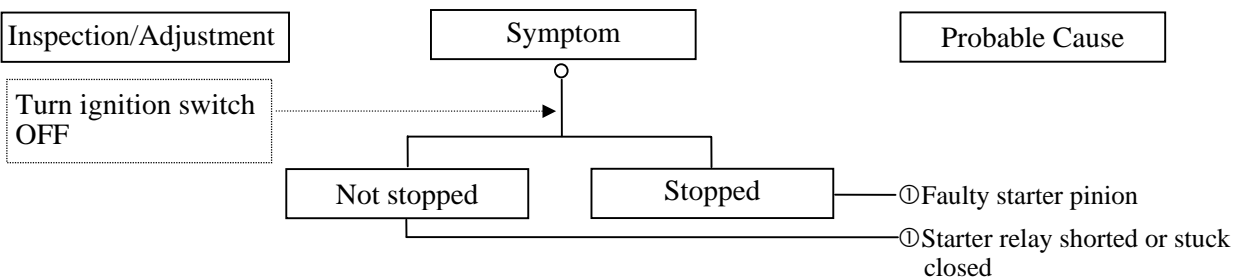 Inspection/Adjustment
Symptom
Probable Cause
Turn ignition switch
OFF
Not stopped
Stopped
①Faulty starter pinion
①Starter relay shorted or stuck
closed